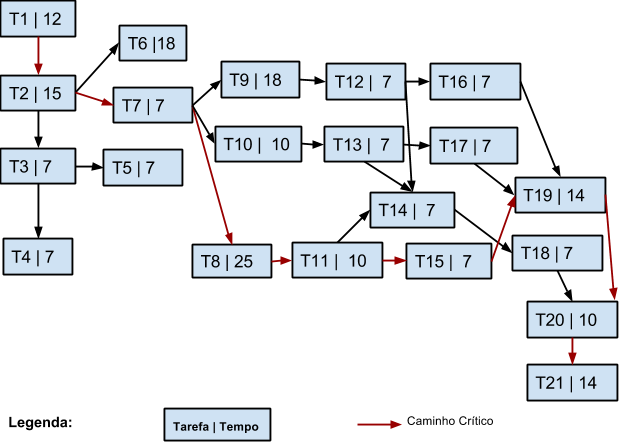 T1 | 12
T6 |18
T9 | 18
T12 | 7
T16 | 7
T2 | 15
T7 | 7
T10 | 10
T13 | 7
T17 | 7
T3 | 7
T5 | 7
T19 | 14
T14 | 7
T4 | 7
T8 | 25
T11 | 10
T15 | 7
T18 | 7
T20 | 10
T21 | 14
Legenda:
Tarefa | Tempo
Caminho Crítico